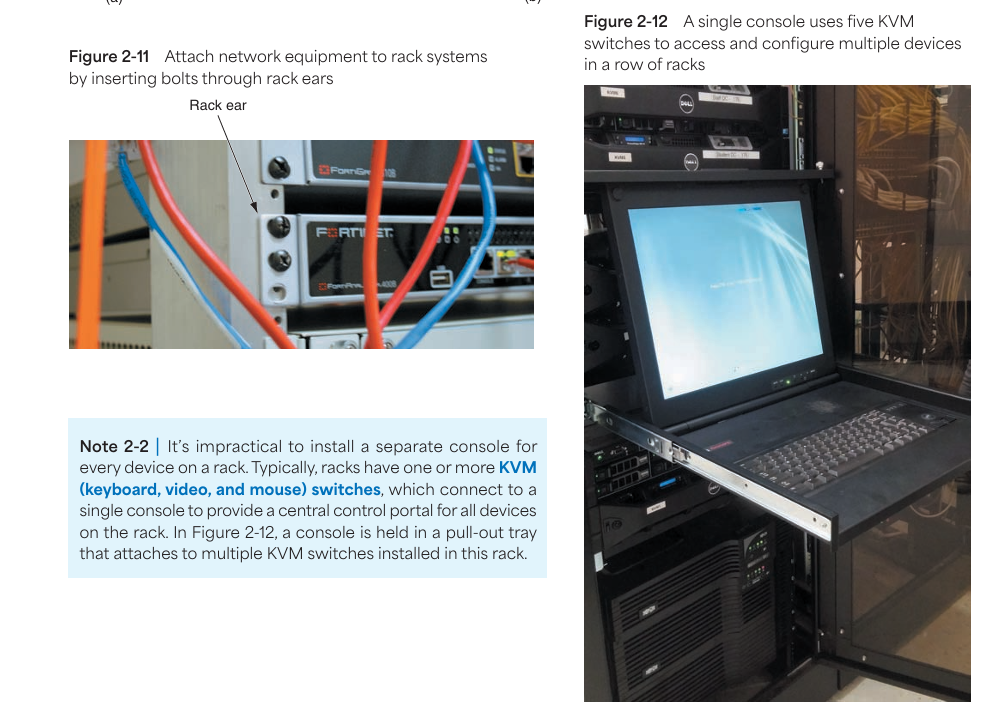 (a)
(b)
Figure 2-11 Attach network equipment to rack systems
by inserting bolts through rack ears
Rack ear
FORTINET
Note 2-2 | It's impractical to install a separate console for
every device on a rack. Typically, racks have one or more KVM
(keyboard, video, and mouse) switches, which connect to a
single console to provide a central control portal for all devices
on the rack. In Figure 2-12, a console is held in a pull-out tray
that attaches to multiple KVM switches installed in this rack.
Figure 2-12 A single console uses five KVM
switches to access and configure multiple devices
in a row of racks
DELL